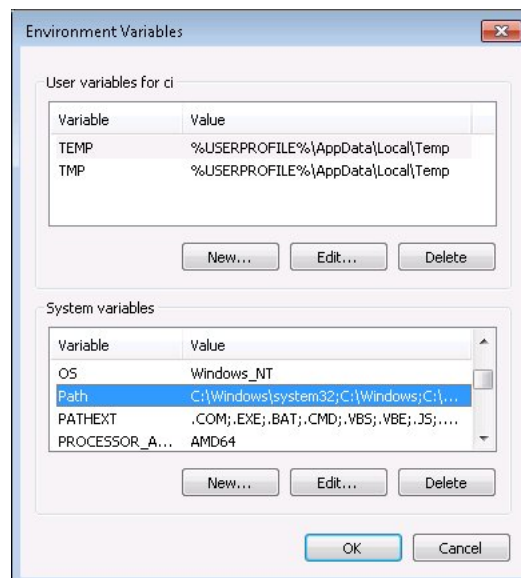 Environment Variables
User variables for ci
Variable Value
TEMP %USERPROFILE%\AppData\Local\Temp
TMP %USERPROFILE%\AppData\Local\Temp
New... Edit... Delete
System variables
Variable Value
OS Windows_NT
Path C:\Windows\system32;C:\Windows;C:\...
PATHEXT .COM;.EXE;.BAT;.CMD;.VBS;.VBE;.JS;....
PROCESSOR_A... AMD64
New... Edit... Delete
OK Cancel